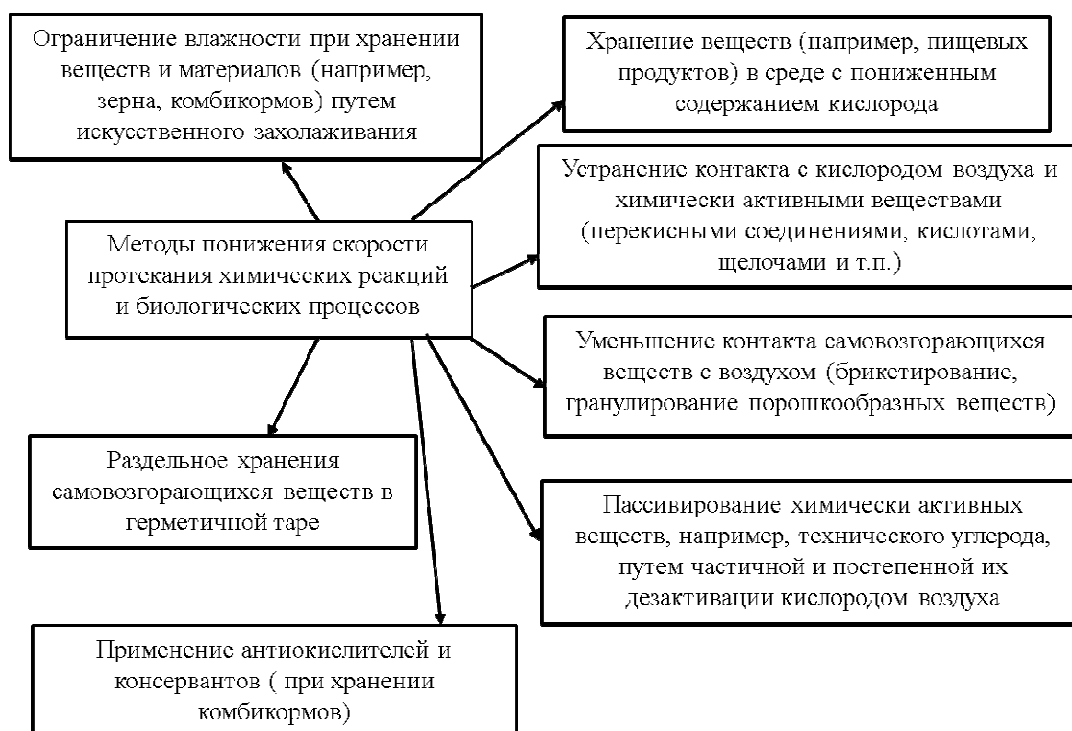 Ограничение влажности при хранении
веществ и материалов (например,
зерна, комбикормов) путем
искусственного захолаживания
Хранение веществ (например, пищевых
продуктов) в среде с пониженным
содержанием кислорода
Устранение контакта с кислородом воздуха и
химически активными веществами
(перекисными соединениями, кислотами,
щелочами и т.п.)
Методы понижения скорости
протекания химических реакций
и биологических процессов
Уменьшение контакта самовозгорающихся
веществ с воздухом (брикетирование,
гранулирование порошкообразных веществ)
Раздельное хранения
самовозгорающихся веществ в
герметичной таре
Пассивирование химически активных
веществ, например, технического углерода,
путем частичной и постепенной их
дезактивации кислородом воздуха
Применение антиокислителей и
консервантов ( при хранении
комбикормов)